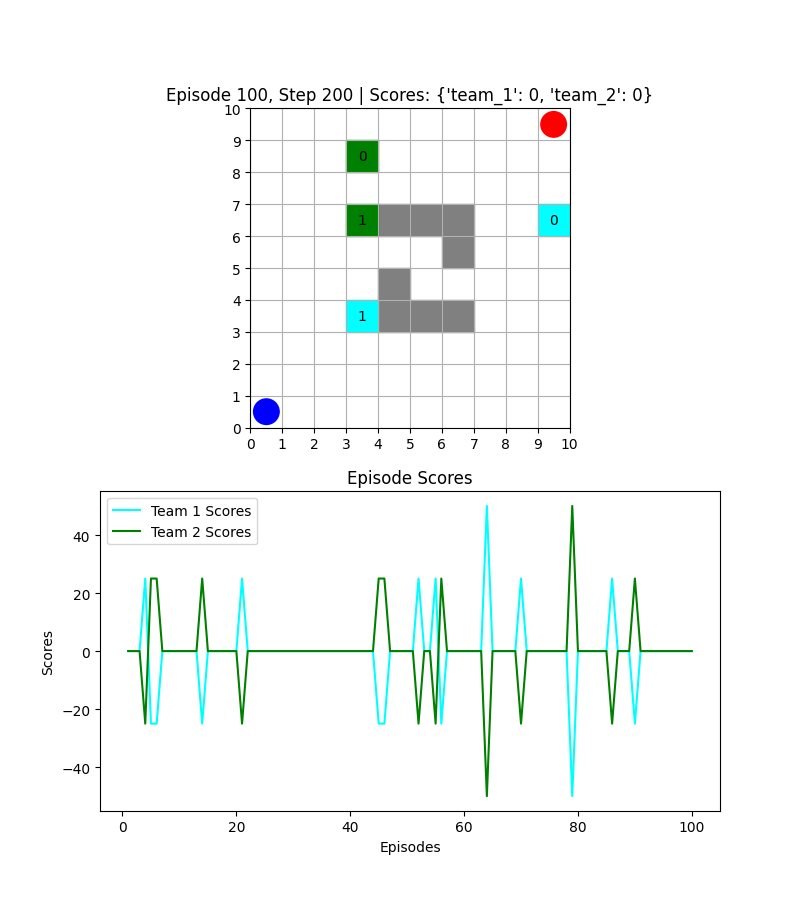 Episode 100, Step 200 | Scores: {'team_1': 0, 'team_2': 0}
10
9
0
8
7
1
0
6
5
4
1
3
2
1
0
0 1 2 3 4 5 6 7 8 9 10
Episode Scores
Team 1 Scores
Team 2 Scores
40
20
0
−20
−40
Scores
0 20 40 60 80 100
Episodes